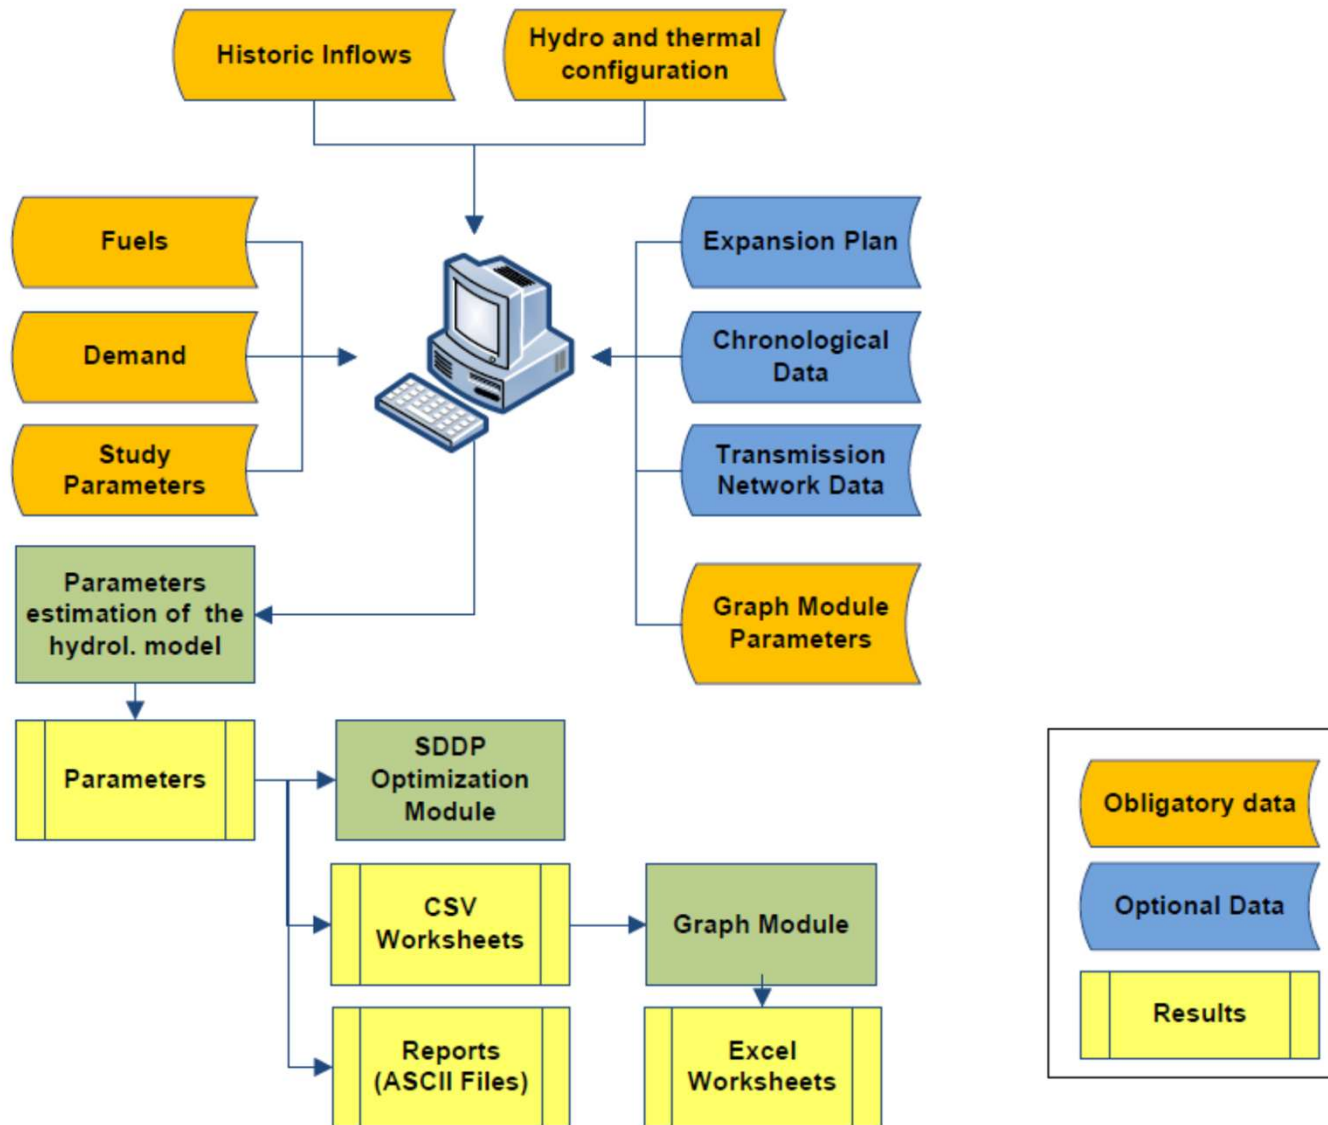 Historic Inflows
Hydro and thermal
configuration
Fuels
Expansion Plan
Demand
Chronological
Data
Study
Parameters
Transmission
Network Data
Parameters
estimation of the
hydrol. model
Graph Module
Parameters
Parameters
SDDP
Optimization
Module
CSV
Worksheets
Graph Module
Reports
(ASCII Files)
Excel
Worksheets
Obligatory data
Optional Data
Results